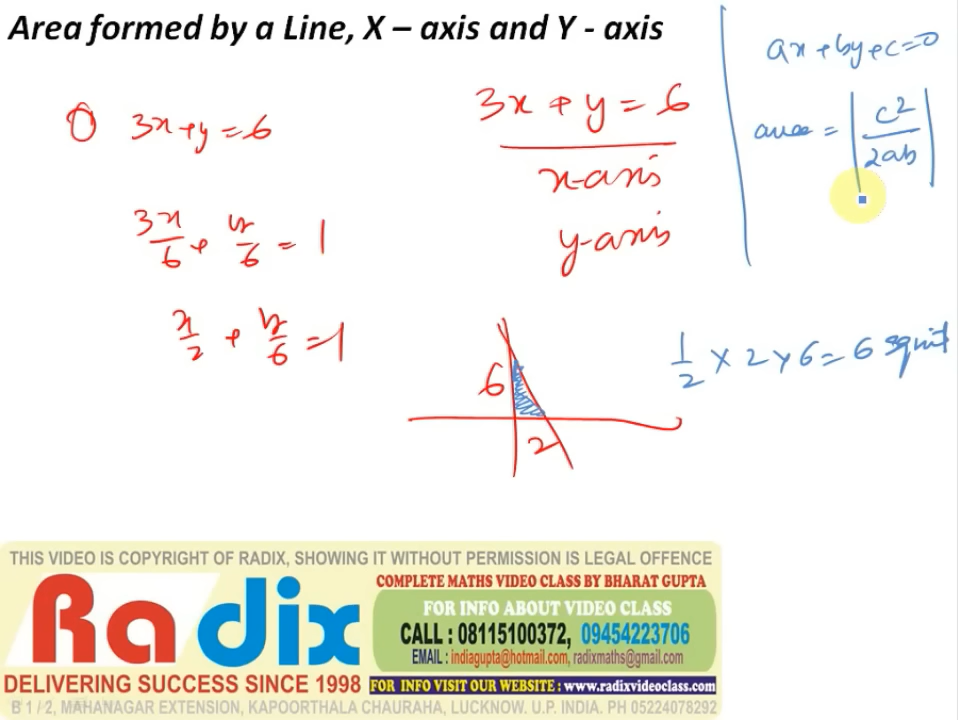 Area formed by a Line, X – axis and Y - axis
① 3x+y=6
3x/6 + y/6 = 1
x/2 + y/6 = 1
3x + y = 6
x-axis
y-axis
6
2
ax+by+c=0
area = |c²/2ab|
1/2 × 2 × 6 = 6 sq unit
THIS VIDEO IS COPYRIGHT OF RADIX, SHOWING IT WITHOUT PERMISSION IS LEGAL OFFENCE
Radix
DELIVERING SUCCESS SINCE 1998
COMPLETE MATHS VIDEO CLASS BY BHARAT GUPTA
FOR INFO ABOUT VIDEO CLASS
CALL : 08115100372, 09454223706
EMAIL : indiagupta@hotmail.com, radixmaths@gmail.com
FOR INFO VISIT OUR WEBSITE : www.radixvideoclass.com
B 1 / 2, MAHANAGAR EXTENSION, KAPOORTHALA CHAURAHA, LUCKNOW. U.P. INDIA. PH 05224078292